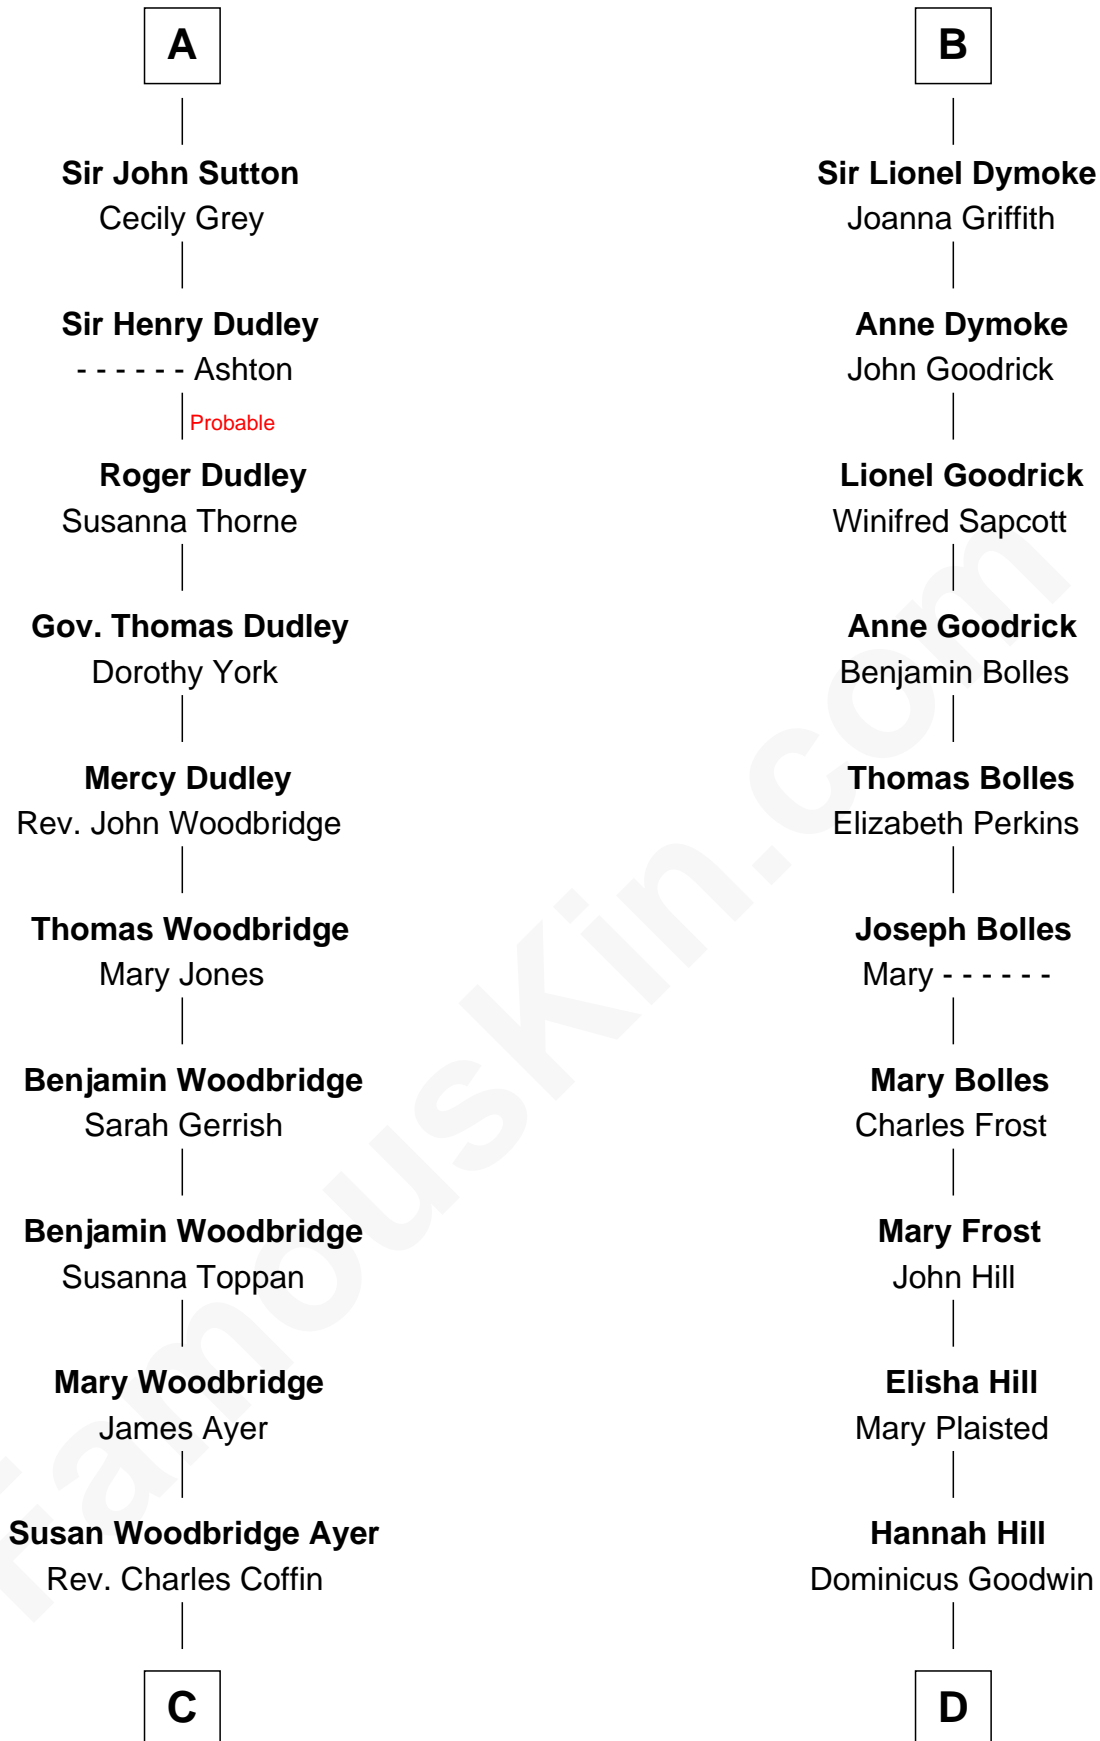 A
Sir John Sutton
Cecily Grey
Sir Henry Dudley
- - - - - - Ashton
Probable
Roger Dudley
Susanna Thorne
Gov. Thomas Dudley
Dorothy York
Mercy Dudley
Rev. John Woodbridge
Thomas Woodbridge
Mary Jones
Benjamin Woodbridge
Sarah Gerrish
Benjamin Woodbridge
Susanna Toppan
Mary Woodbridge
James Ayer
Susan Woodbridge Ayer
Rev. Charles Coffin
C
B
Sir Lionel Dymoke
Joanna Griffith
Anne Dymoke
John Goodrick
Lionel Goodrick
Winifred Sapcott
Anne Goodrick
Benjamin Bolles
Thomas Bolles
Elizabeth Perkins
Joseph Bolles
Mary - - - - - -
Mary Bolles
Charles Frost
Mary Frost
John Hill
Elisha Hill
Mary Plaisted
Hannah Hill
Dominicus Goodwin
D
FamousKin.com